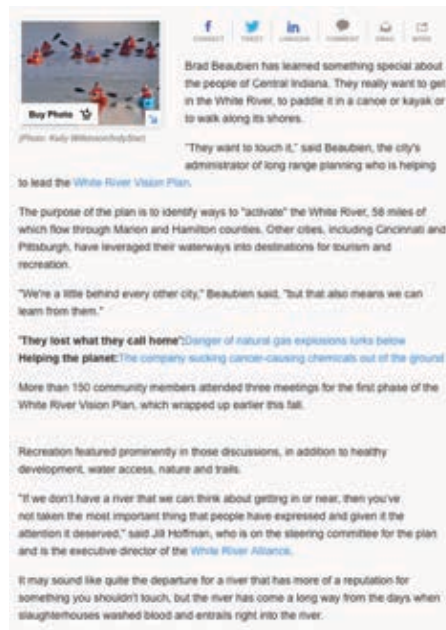 CONNECT TWEET LINKEDIN COMMENT EMAIL MORE
Buy Photo
(Photo: Kelly Wilkinson/IndyStar)
Brad Beaubien has learned something special about
the people of Central Indiana. They really want to get
in the White River, to paddle it in a canoe or kayak or
to walk along its shores.
"They want to touch it," said Beaubien, the city's
administrator of long range planning who is helping
to lead the White River Vision Plan.
The purpose of the plan is to identify ways to "activate" the White River, 58 miles of
which flow through Marion and Hamilton counties. Other cities, including Cincinnati and
Pittsburgh, have leveraged their waterways into destinations for tourism and
recreation.
"We're a little behind every other city," Beaubien said, "but that also means we can
learn from them."
'They lost what they call home':Danger of natural gas explosions lurks below
Helping the planet:The company sucking cancer-causing chemicals out of the ground
More than 150 community members attended three meetings for the first phase of the
White River Vision Plan, which wrapped up earlier this fall.
Recreation featured prominently in those discussions, in addition to healthy
development, water access, nature and trails.
"If we don't have a river that we can think about getting in or near, then you've
not taken the most important thing that people have expressed and given it the
attention it deserved," said Jill Hoffman, who is on the steering committee for the plan
and is the executive director of the White River Alliance.
It may sound like quite the departure for a river that has more of a reputation for
something you shouldn't touch, but the river has come a long way from the days when
slaughterhouses washed blood and entrails right into the river.